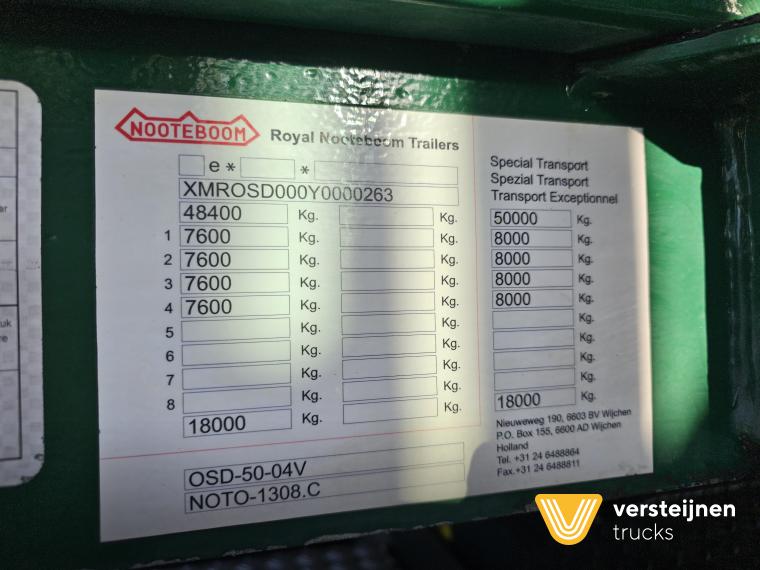 NOOTEBOOM
Royal Nooteboom Trailers
e* *
XMROSD000Y0000263
48400 Kg. Kg.
1 7600 Kg. Kg.
2 7600 Kg. Kg.
3 7600 Kg. Kg.
4 7600 Kg. Kg.
5 Kg. Kg.
6 Kg. Kg.
7 Kg. Kg.
8 Kg. Kg.
18000 Kg. Kg.
OSD-50-04V
NOTO-1308.C
Special Transport
Spezial Transport
Transport Exceptionnel
50000 Kg.
8000 Kg.
8000 Kg.
8000 Kg.
8000 Kg.
Kg.
Kg.
Kg.
Kg.
18000 Kg.
Nieuweweg 190, 6603 BV Wijchen
P.O. Box 155, 6600 AD Wijchen
Holland
Tel. +31 24 6488864
Fax.+31 24 6488811
versteijnen
trucks